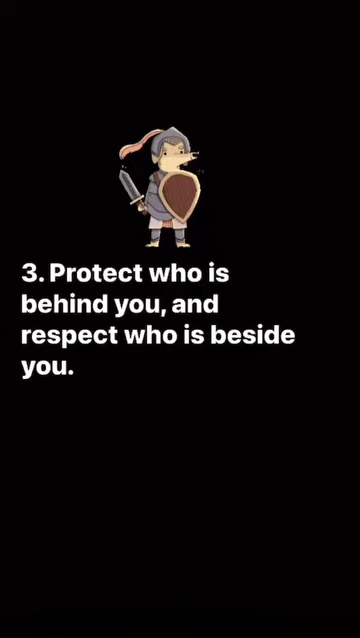 3. Protect who is
behind you, and
respect who is beside
you.